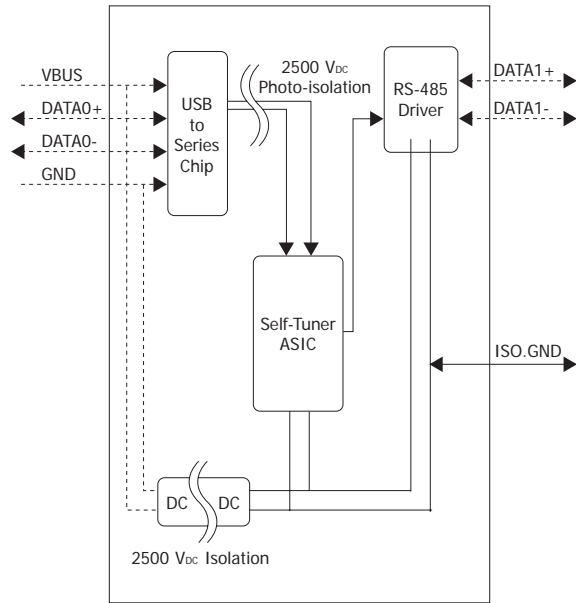 2500 VDC
Photo-isolation
VBUS
DATA0+
DATA0-
GND
USB
to
Series
Chip
RS-485
Driver
DATA1+
DATA1-
Self-Tuner
ASIC
ISO.GND
DC
DC
2500 VDC Isolation